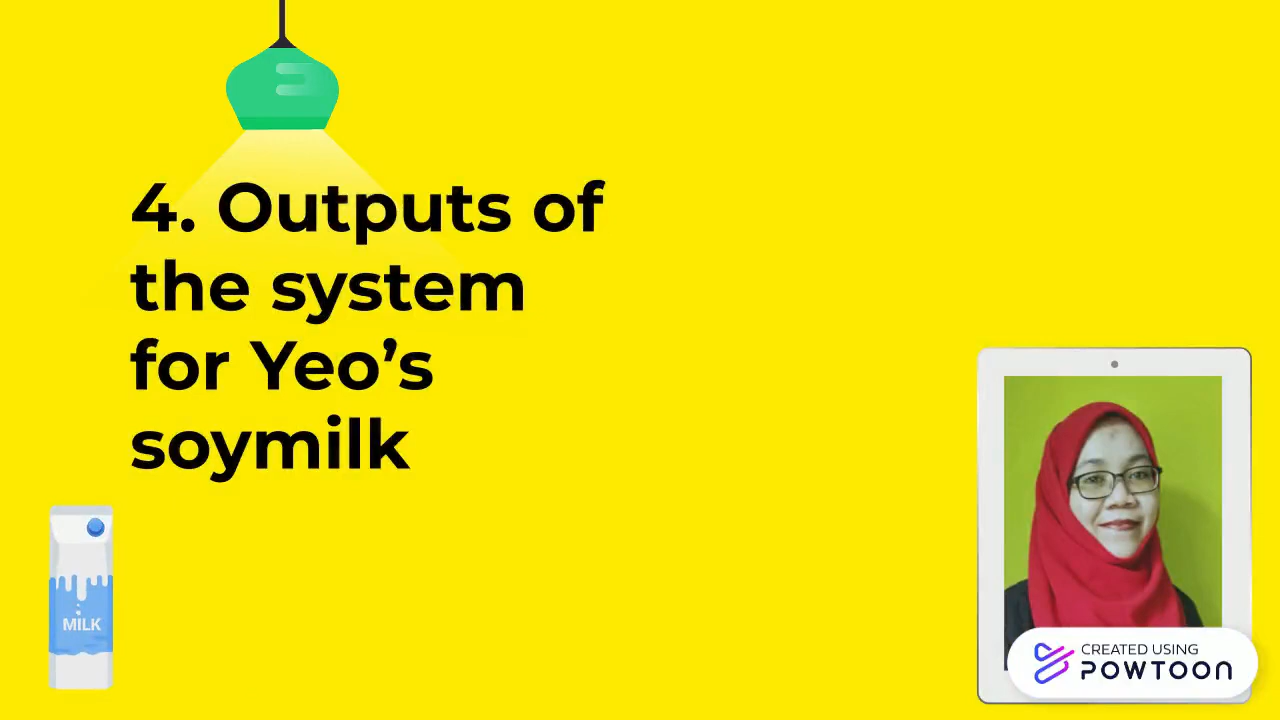 4. Outputs of
the system
for Yeo’s
soymilk
MILK
CREATED USING
POWTOON